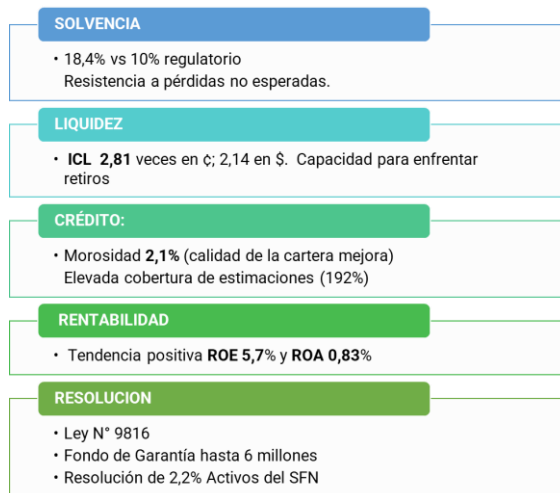 SOLVENCIA
• 18,4% vs 10% regulatorio
Resistencia a pérdidas no esperadas.
LIQUIDEZ
• ICL 2,81 veces en ¢; 2,14 en $. Capacidad para enfrentar
retiros
CRÉDITO:
• Morosidad 2,1% (calidad de la cartera mejora)
Elevada cobertura de estimaciones (192%)
RENTABILIDAD
• Tendencia positiva ROE 5,7% y ROA 0,83%
RESOLUCION
• Ley N° 9816
• Fondo de Garantía hasta 6 millones
• Resolución de 2,2% Activos del SFN